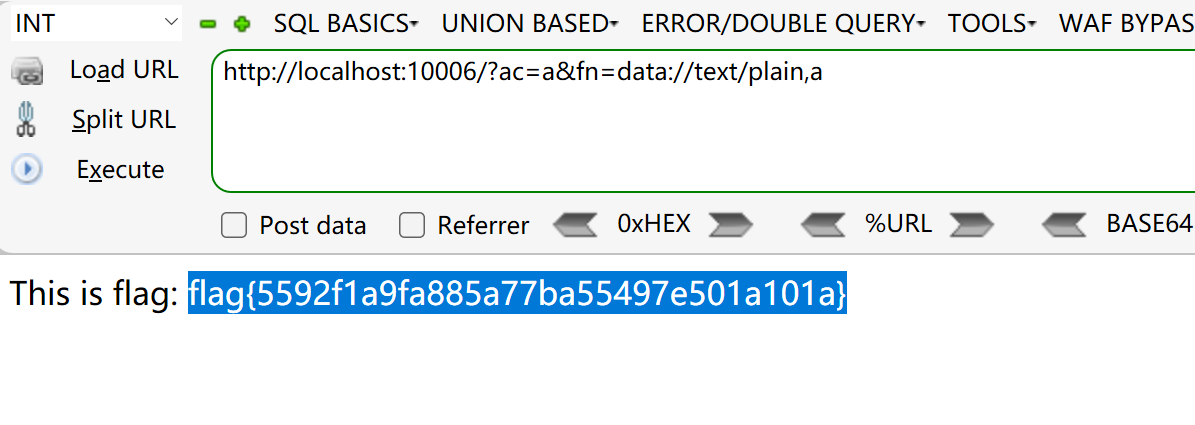 INT SQL BASICS UNION BASED ERROR/DOUBLE QUERY TOOLS WAF BYPAS
Load URL http://localhost:10006/?ac=a&fn=data://text/plain,a
Split URL
Execute
Post data Referrer 0xHEX %URL BASE64
This is flag: flag{5592f1a9fa885a77ba55497e501a101a}